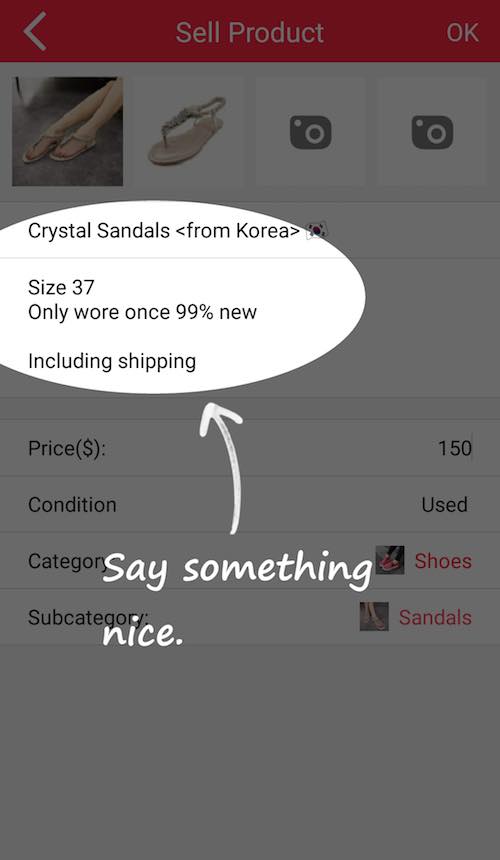 Sell Product OK
Crystal Sandals <from Korea> 🇰🇷
Size 37
Only wore once 99% new
Including shipping
Price($): 150
Condition Used
Category: Shoes
Say something
Subcategory: Sandals
nice.